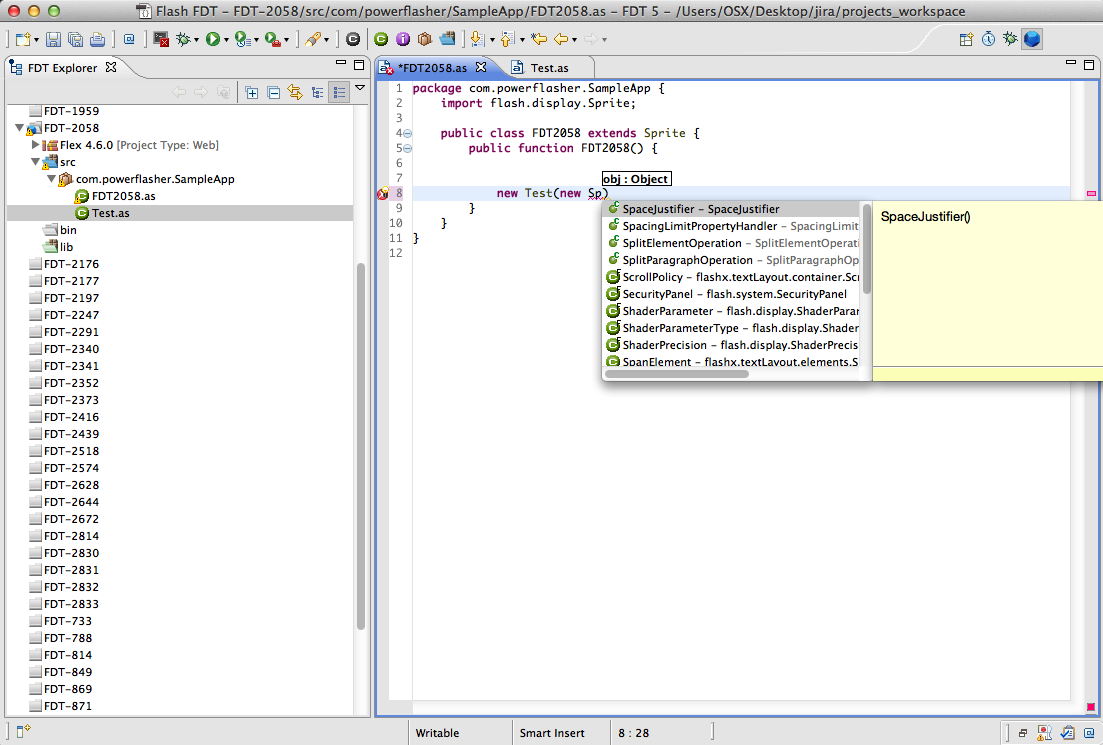 Flash FDT – FDT-2058/src/com/powerflasher/SampleApp/FDT2058.as – FDT 5 – /Users/OSX/Desktop/jira/projects_workspace
FDT Explorer
FDT-1959
FDT-2058
Flex 4.6.0 [Project Type: Web]
src
com.powerflasher.SampleApp
FDT2058.as
Test.as
bin
lib
FDT-2176
FDT-2177
FDT-2197
FDT-2247
FDT-2291
FDT-2340
FDT-2341
FDT-2352
FDT-2373
FDT-2416
FDT-2439
FDT-2518
FDT-2574
FDT-2628
FDT-2644
FDT-2672
FDT-2814
FDT-2830
FDT-2831
FDT-2832
FDT-2833
FDT-733
FDT-788
FDT-814
FDT-849
FDT-869
FDT-871
*FDT2058.as Test.as
1 package com.powerflasher.SampleApp {
2 import flash.display.Sprite;
3
4 public class FDT2058 extends Sprite {
5 public function FDT2058() {
6
7
obj : Object
8 new Test(new Sp)
9 }
10 }
11 }
12
SpaceJustifier – SpaceJustifier
SpacingLimitPropertyHandler – SpacingLimit
SplitElementOperation – SplitElementOperati
SplitParagraphOperation – SplitParagraphOp
ScrollPolicy – flashx.textLayout.container.Scr
SecurityPanel – flash.system.SecurityPanel
ShaderParameter – flash.display.ShaderParar
ShaderParameterType – flash.display.Shader
ShaderPrecision – flash.display.ShaderPrecis
SpanElement – flashx.textLayout.elements.S
SpaceJustifier()
Writable Smart Insert 8 : 28